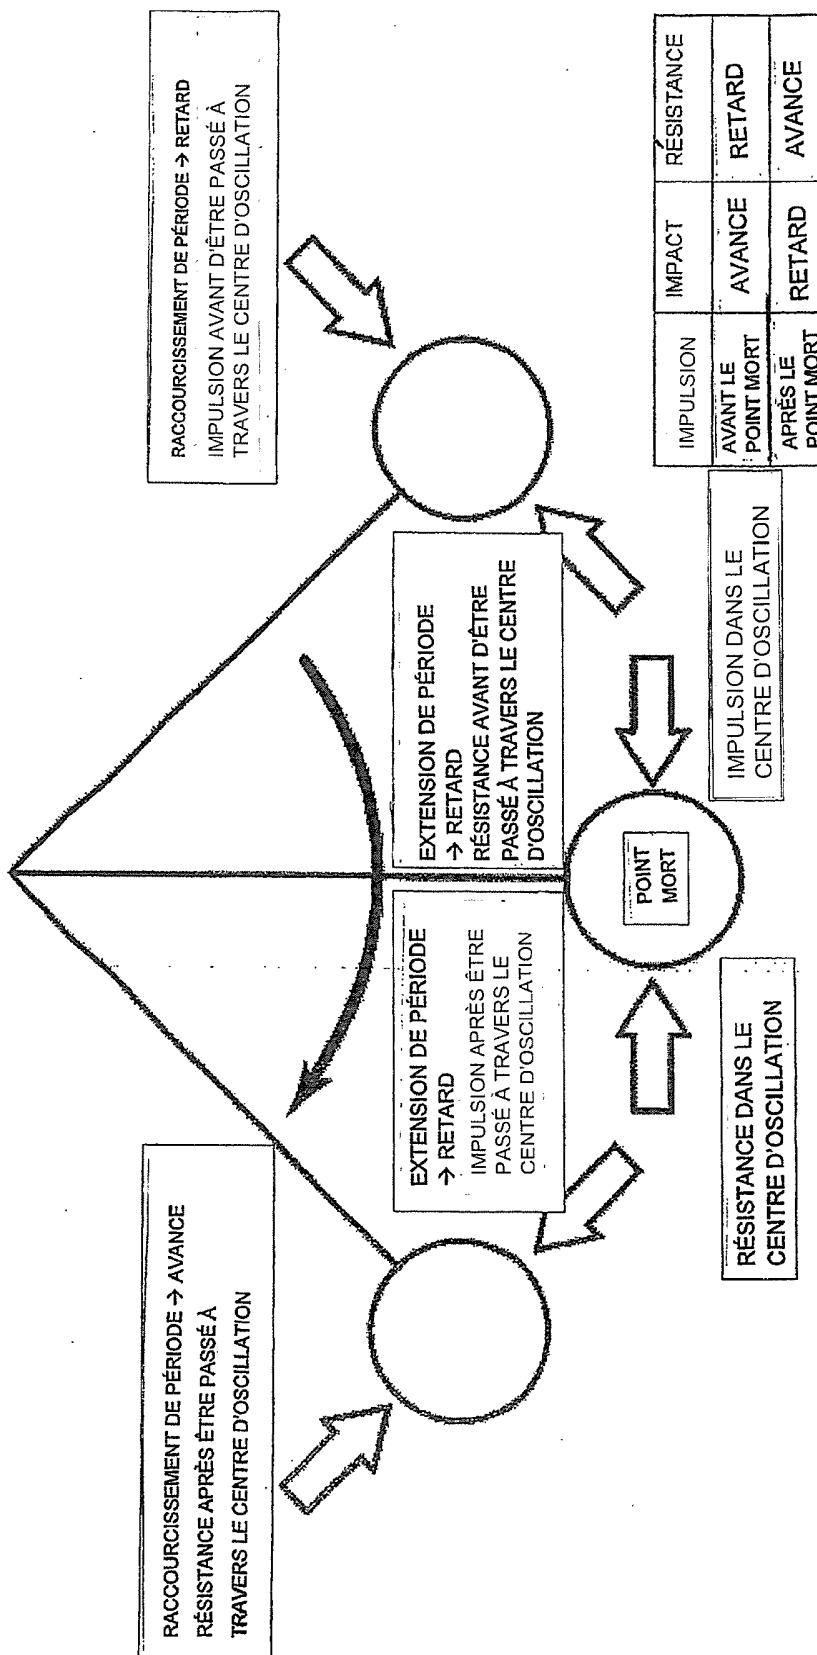 RACCOURCISSEMENT DE PÉRIODE → AVANCE
RÉSISTANCE APRÈS ÊTRE PASSÉ À
TRAVERS LE CENTRE D'OSCILLATION
RACCOURCISSEMENT DE PÉRIODE → RETARD
IMPULSION AVANT D'ÊTRE PASSÉ À
TRAVERS LE CENTRE D'OSCILLATION
EXTENSION DE PÉRIODE
→ RETARD
IMPULSION APRÈS ÊTRE
PASSÉ À TRAVERS LE
CENTRE D'OSCILLATION
EXTENSION DE PÉRIODE
→ RETARD
RÉSISTANCE AVANT D'ÊTRE
PASSÉ À TRAVERS LE CENTRE
D'OSCILLATION
POINT
MORT
RÉSISTANCE DANS LE
CENTRE D'OSCILLATION
IMPULSION DANS LE
CENTRE D'OSCILLATION
IMPULSION IMPACT RÉSISTANCE
AVANT LE
POINT MORT AVANCE RETARD
APRÈS LE
POINT MORT RETARD AVANCE